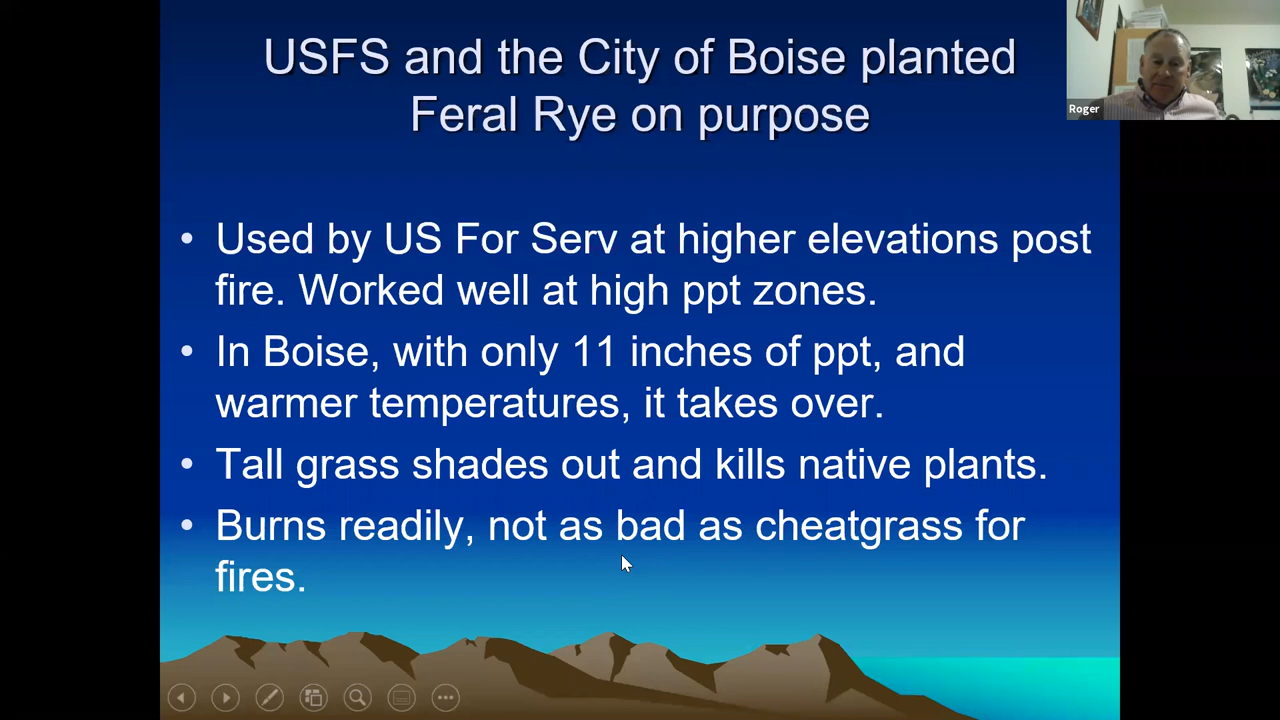 USFS and the City of Boise planted
Feral Rye on purpose
Roger
• Used by US For Serv at higher elevations post
fire. Worked well at high ppt zones.
• In Boise, with only 11 inches of ppt, and
warmer temperatures, it takes over.
• Tall grass shades out and kills native plants.
• Burns readily, not as bad as cheatgrass for
fires.